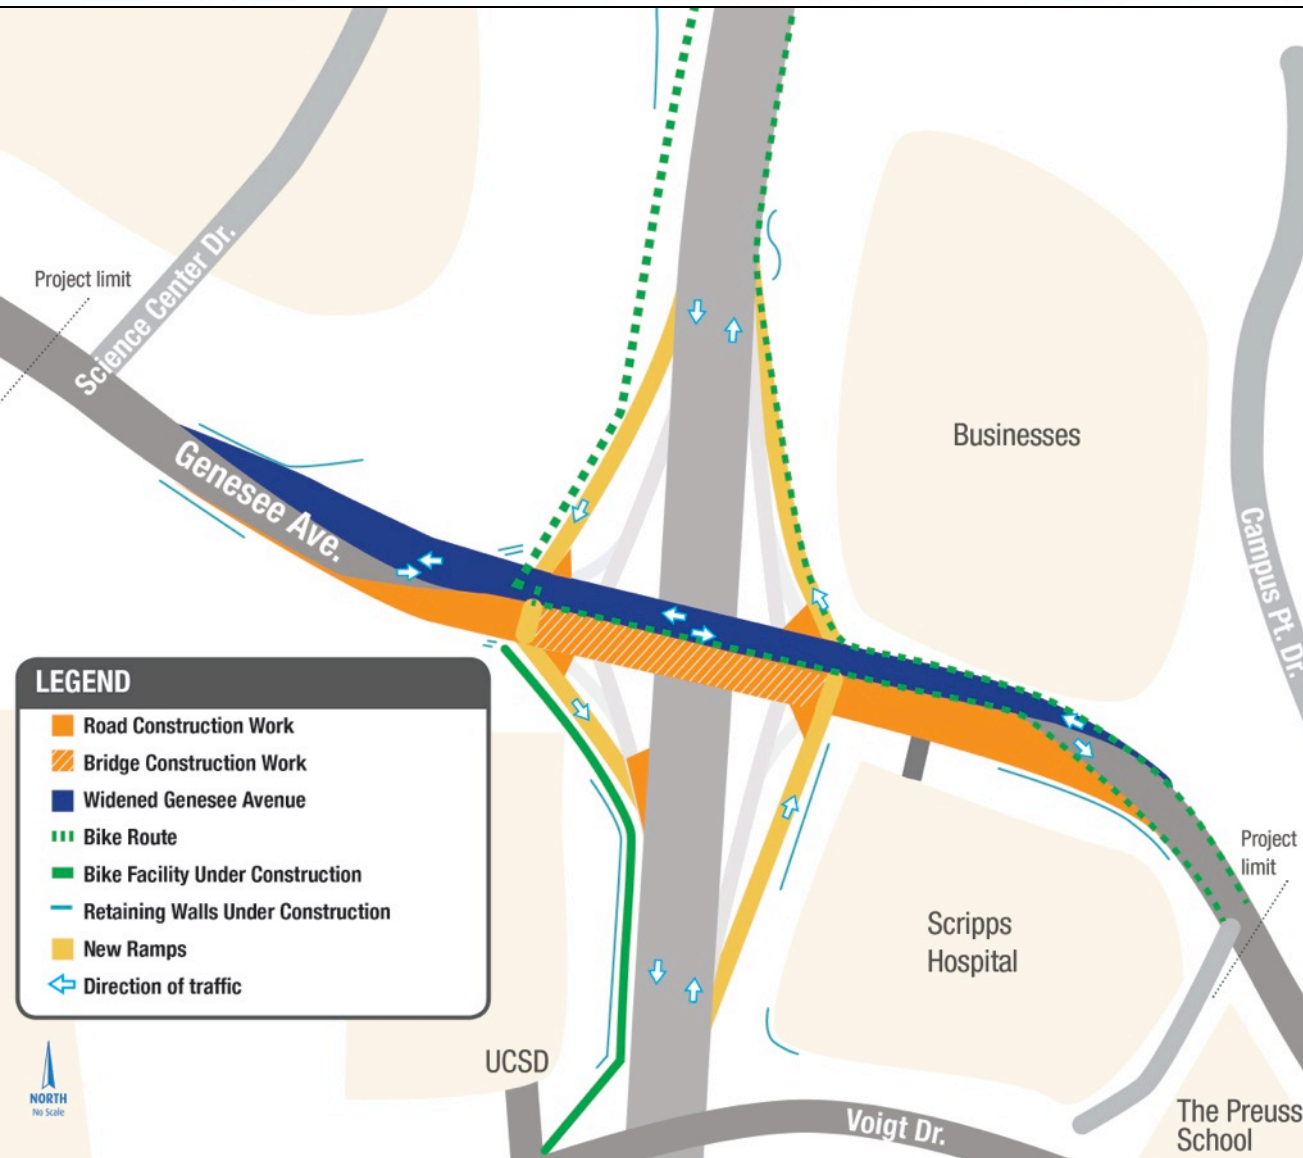 Project limit
Science Center Dr.
Genesee Ave.
Businesses
Campus Pt. Dr.
LEGEND
Road Construction Work
Bridge Construction Work
Widened Genesee Avenue
Bike Route
Bike Facility Under Construction
Retaining Walls Under Construction
New Ramps
Direction of traffic
Project
limit
Scripps
Hospital
UCSD
NORTH
No Scale
Voigt Dr.
The Preuss
School